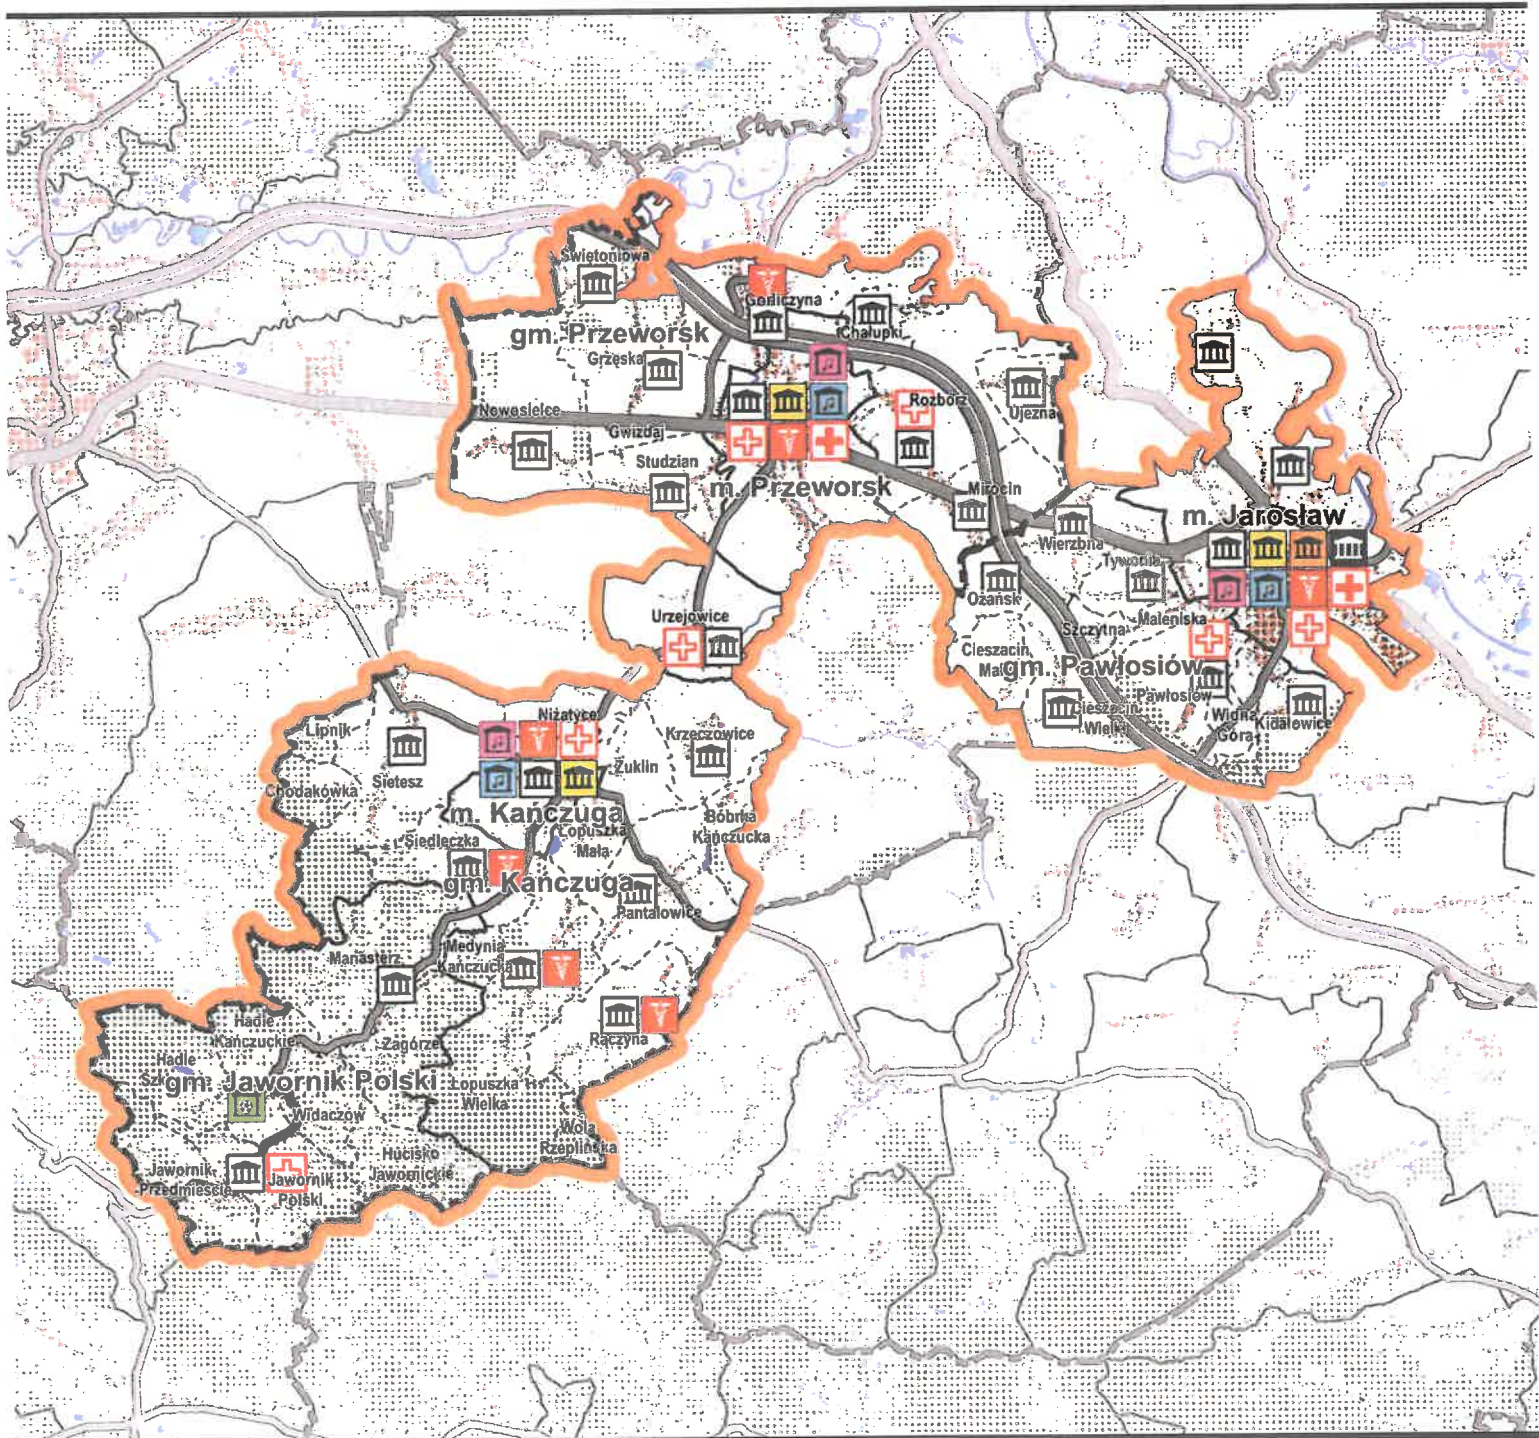 Świętoniowa
Gorliczyna
Chałupki
gm. Przeworsk
Grzęska
Rozbórz
Ujezna
Nowosielce
Gwizdaj
Studzian
m. Przeworsk
Mirocin
m. Jarosław
Wierzbna
Tywonia
Ożańsk
Szczytna
Maleniska
Urzejowice
Cieszacin
gm. Pawłosiów
Pawłosiów
Cieszacin
Wielki
Widna
Góra
Kidałowice
Niżatyce
Lipnik
Krzeczowice
Sietesz
Żuklin
Chodakówka
m. Kańczuga
Bóbrka
Kańczucka
Łopuszka
Mała
Siedleczka
gm. Kańczuga
Pantalowice
Medynia
Kańczucka
Manasterz
Hadle
Kańczuckie
Zagórze
Rączyna
Hadle
gm. Jawornik Polski
Łopuszka
Wielka
Widaczów
Wola
Rzeplińska
Hucisko
Jawornickie
Jawornik-
Przedmieście
Jawornik
Polski